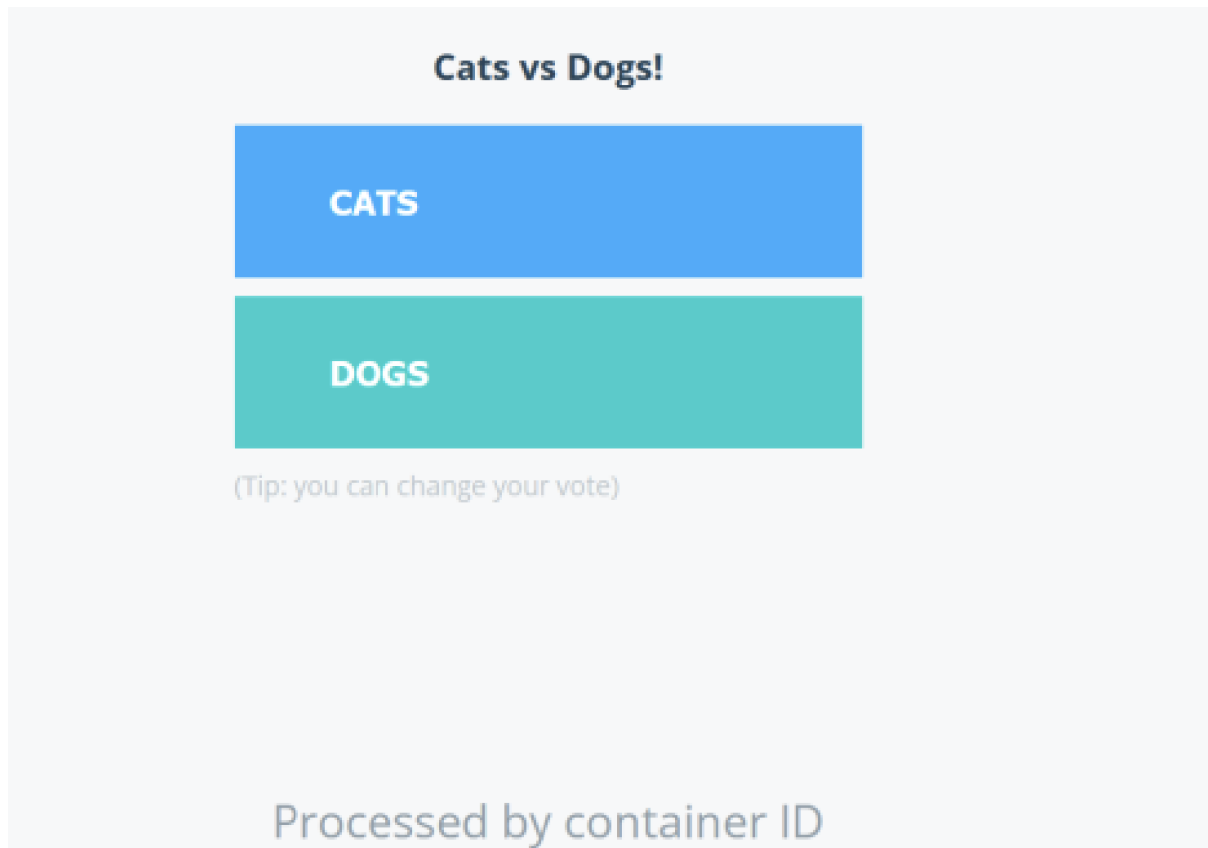 Cats vs Dogs!
CATS
DOGS
(Tip: you can change your vote)
Processed by container ID